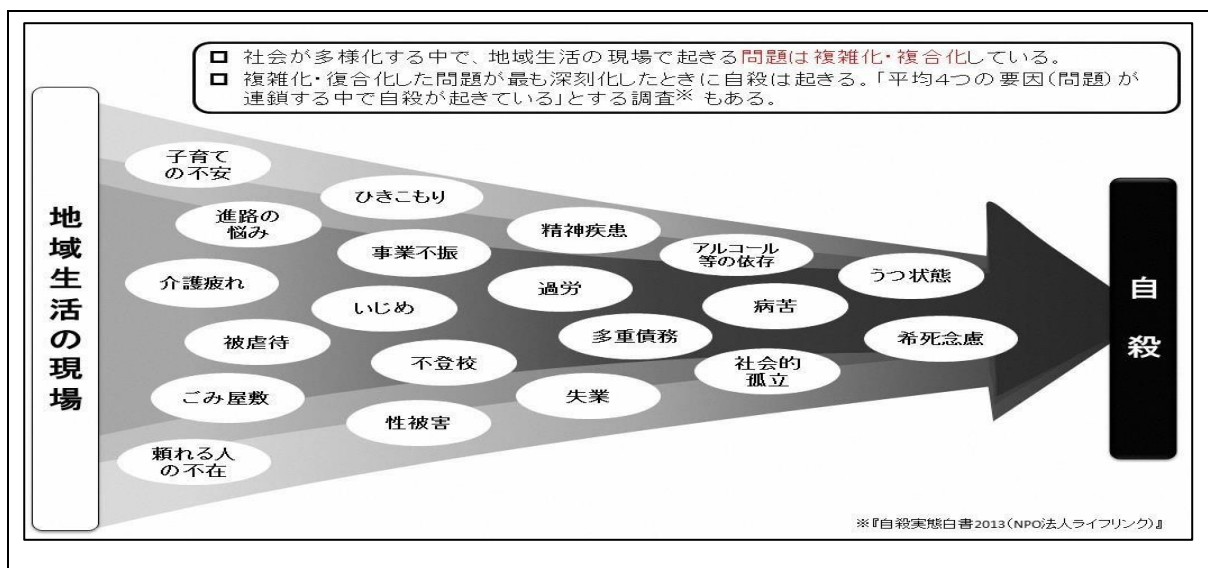 □ 社会が多様化する中で、地域生活の現場で起きる問題は複雑化・複合化している。
□ 複雑化・復合化した問題が最も深刻化したときに自殺は起きる。「平均4つの要因(問題)が
連鎖する中で自殺が起きている」とする調査※ もある。
地域生活の現場
子育て
の不安
進路の
悩み
介護疲れ
被虐待
ごみ屋敷
頼れる人
の不在
ひきこもり
事業不振
いじめ
不登校
性被害
精神疾患
過労
多重債務
失業
アルコール
等の依存
病苦
社会的
孤立
うつ状態
希死念慮
自殺
※『自殺実態白書2013(NPO法人ライフリンク)』